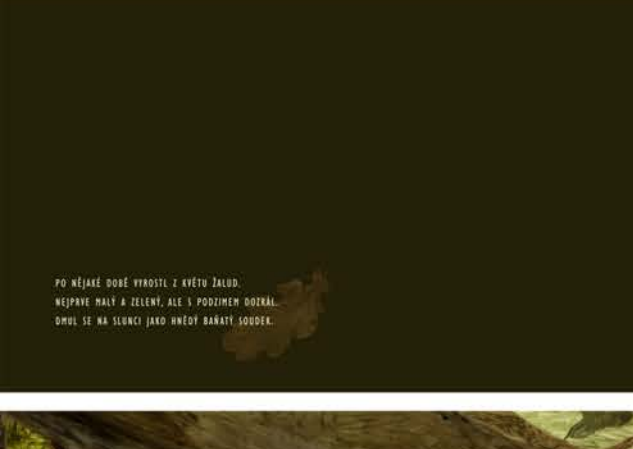 PO NĚJAKÉ DOBĚ VYROSTL Z KVĚTU ŽALUD.
NEJPRVE MALÝ A ZELENÝ, ALE S PODZIMEM DOZRÁL.
DMUL SE NA SLUNCI JAKO HNĚDÝ BAŇATÝ SOUDEK.